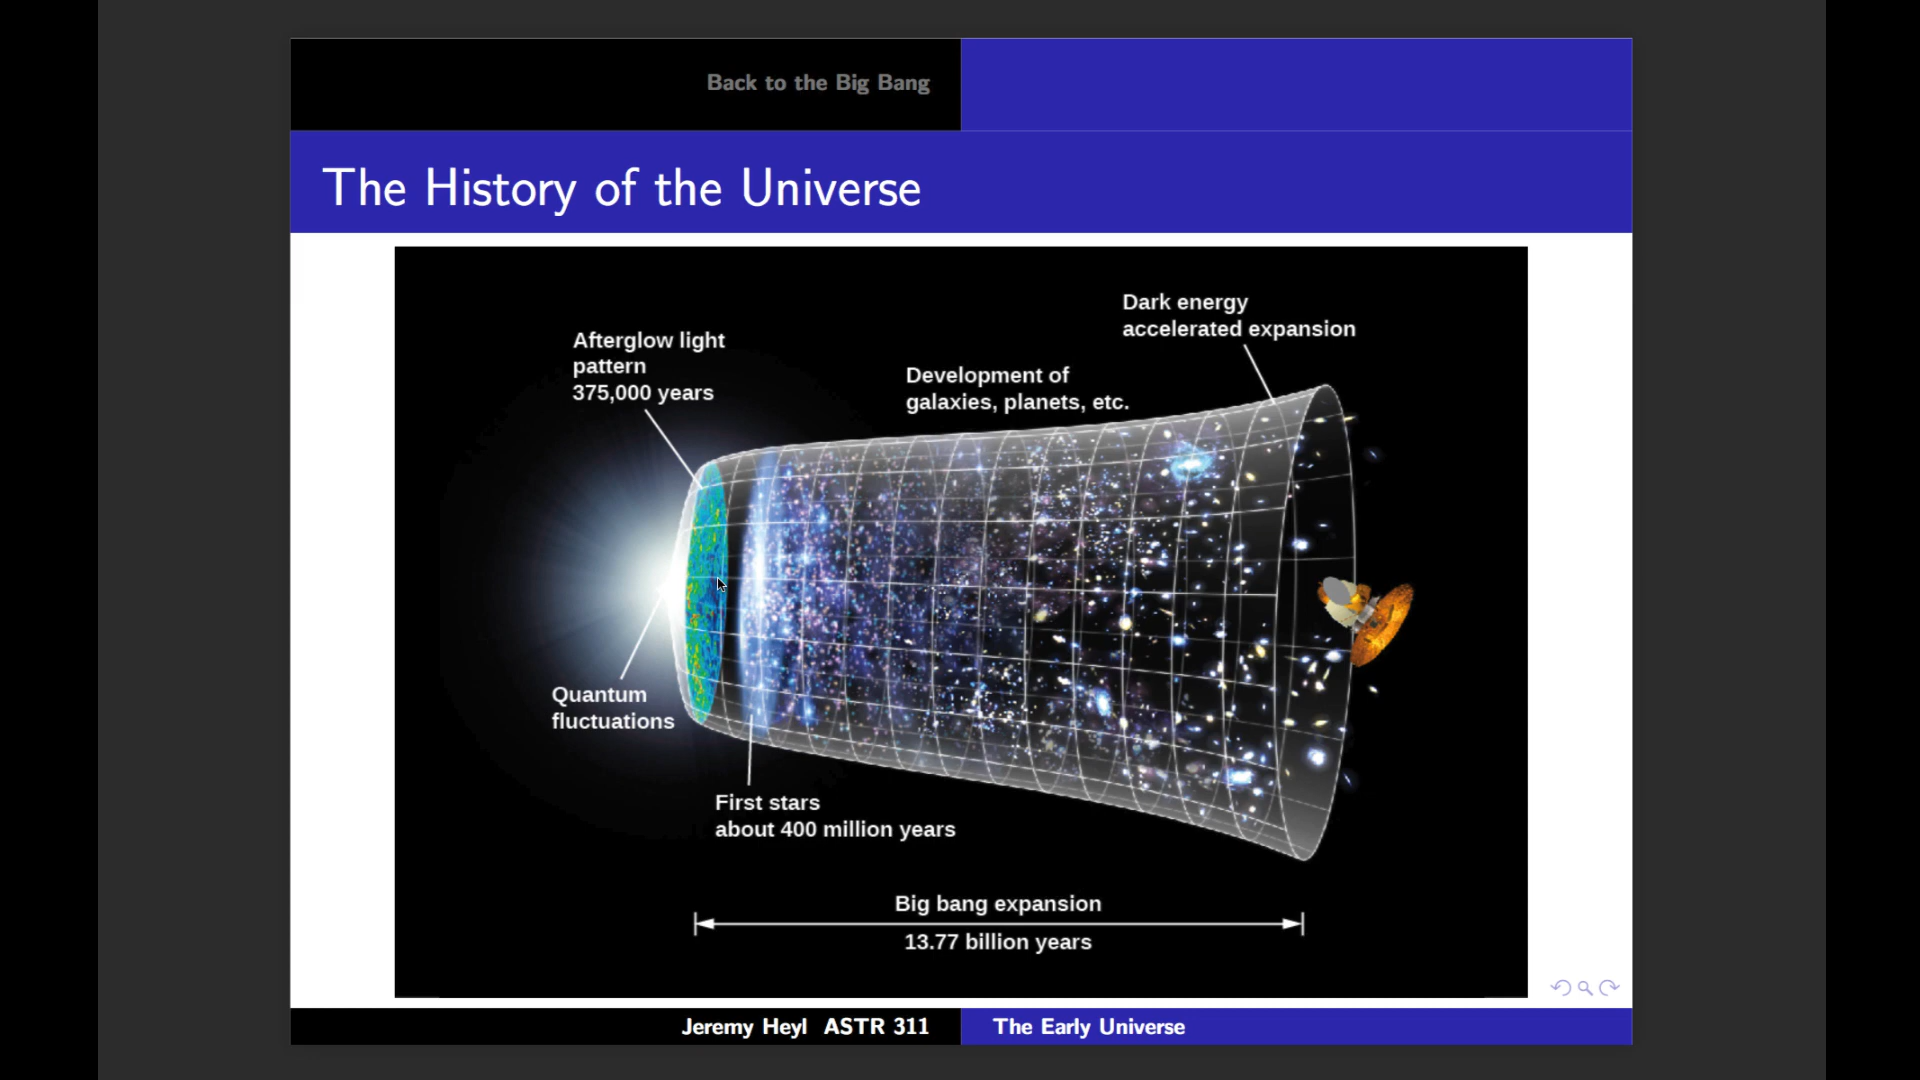 Back to the Big Bang
The History of the Universe
Dark energy
accelerated expansion
Afterglow light
pattern
375,000 years
Development of
galaxies, planets, etc.
Quantum
fluctuations
First stars
about 400 million years
Big bang expansion
13.77 billion years
Jeremy Heyl ASTR 311
The Early Universe